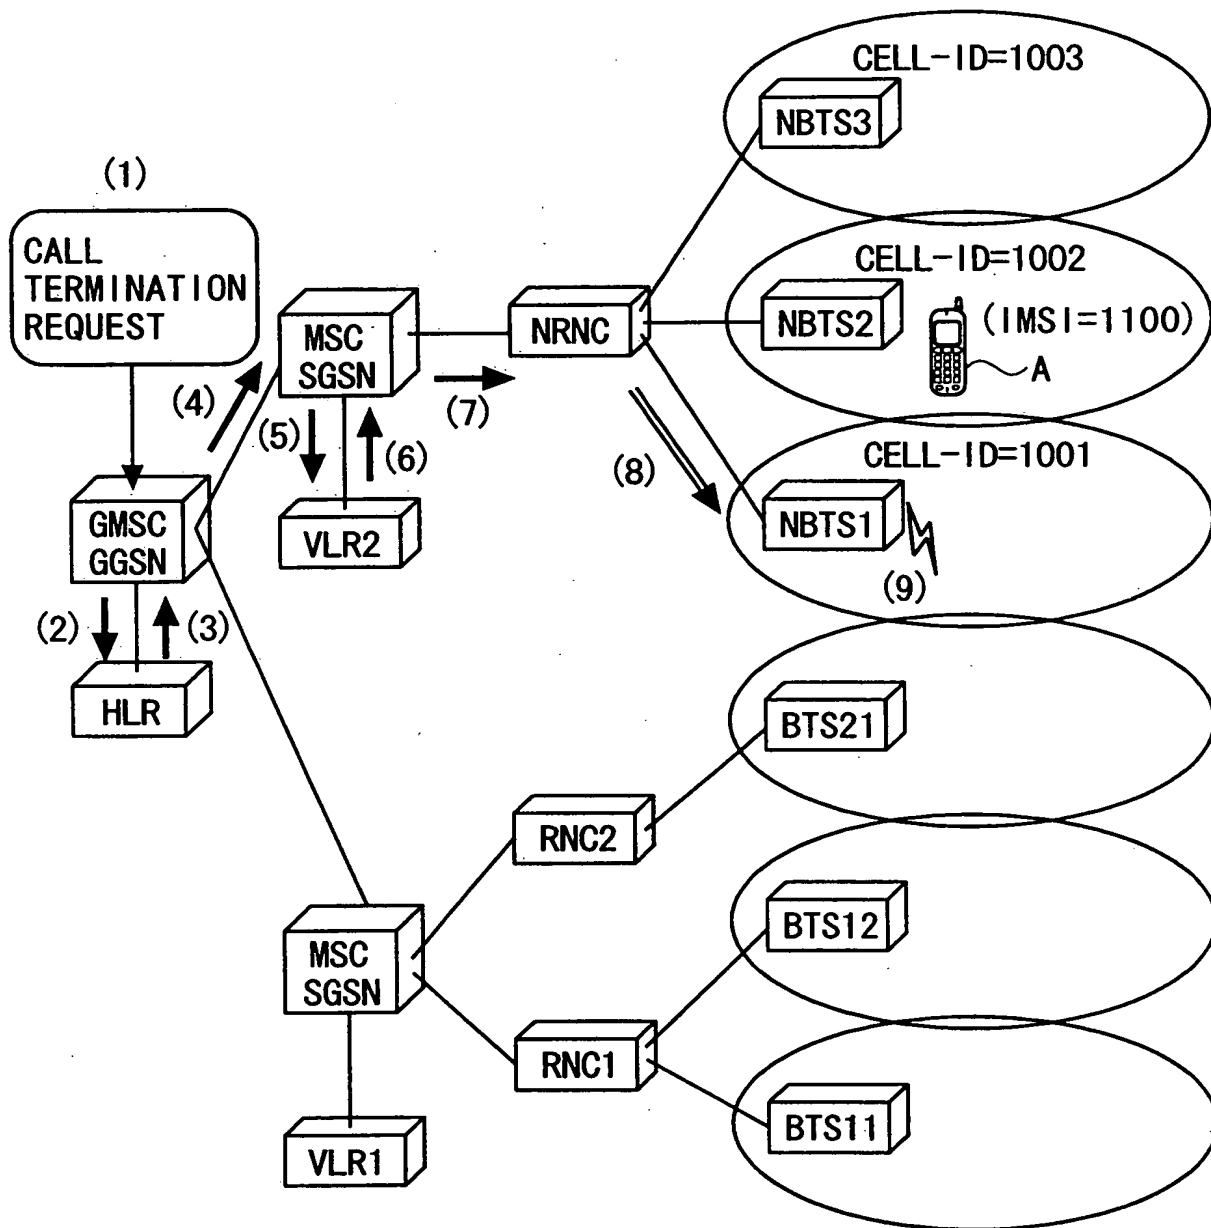 CELL-ID=1003
NBTS3
(1)
CALL
TERMINATION
REQUEST
CELL-ID=1002
NBTS2
(IMSI=1100)
A
MSC
SGSN
NRNC
(4)
(5)
(6)
(7)
(8)
CELL-ID=1001
NBTS1
(9)
GMSC
GGSN
VLR2
(2)
(3)
HLR
BTS21
RNC2
BTS12
MSC
SGSN
RNC1
BTS11
VLR1